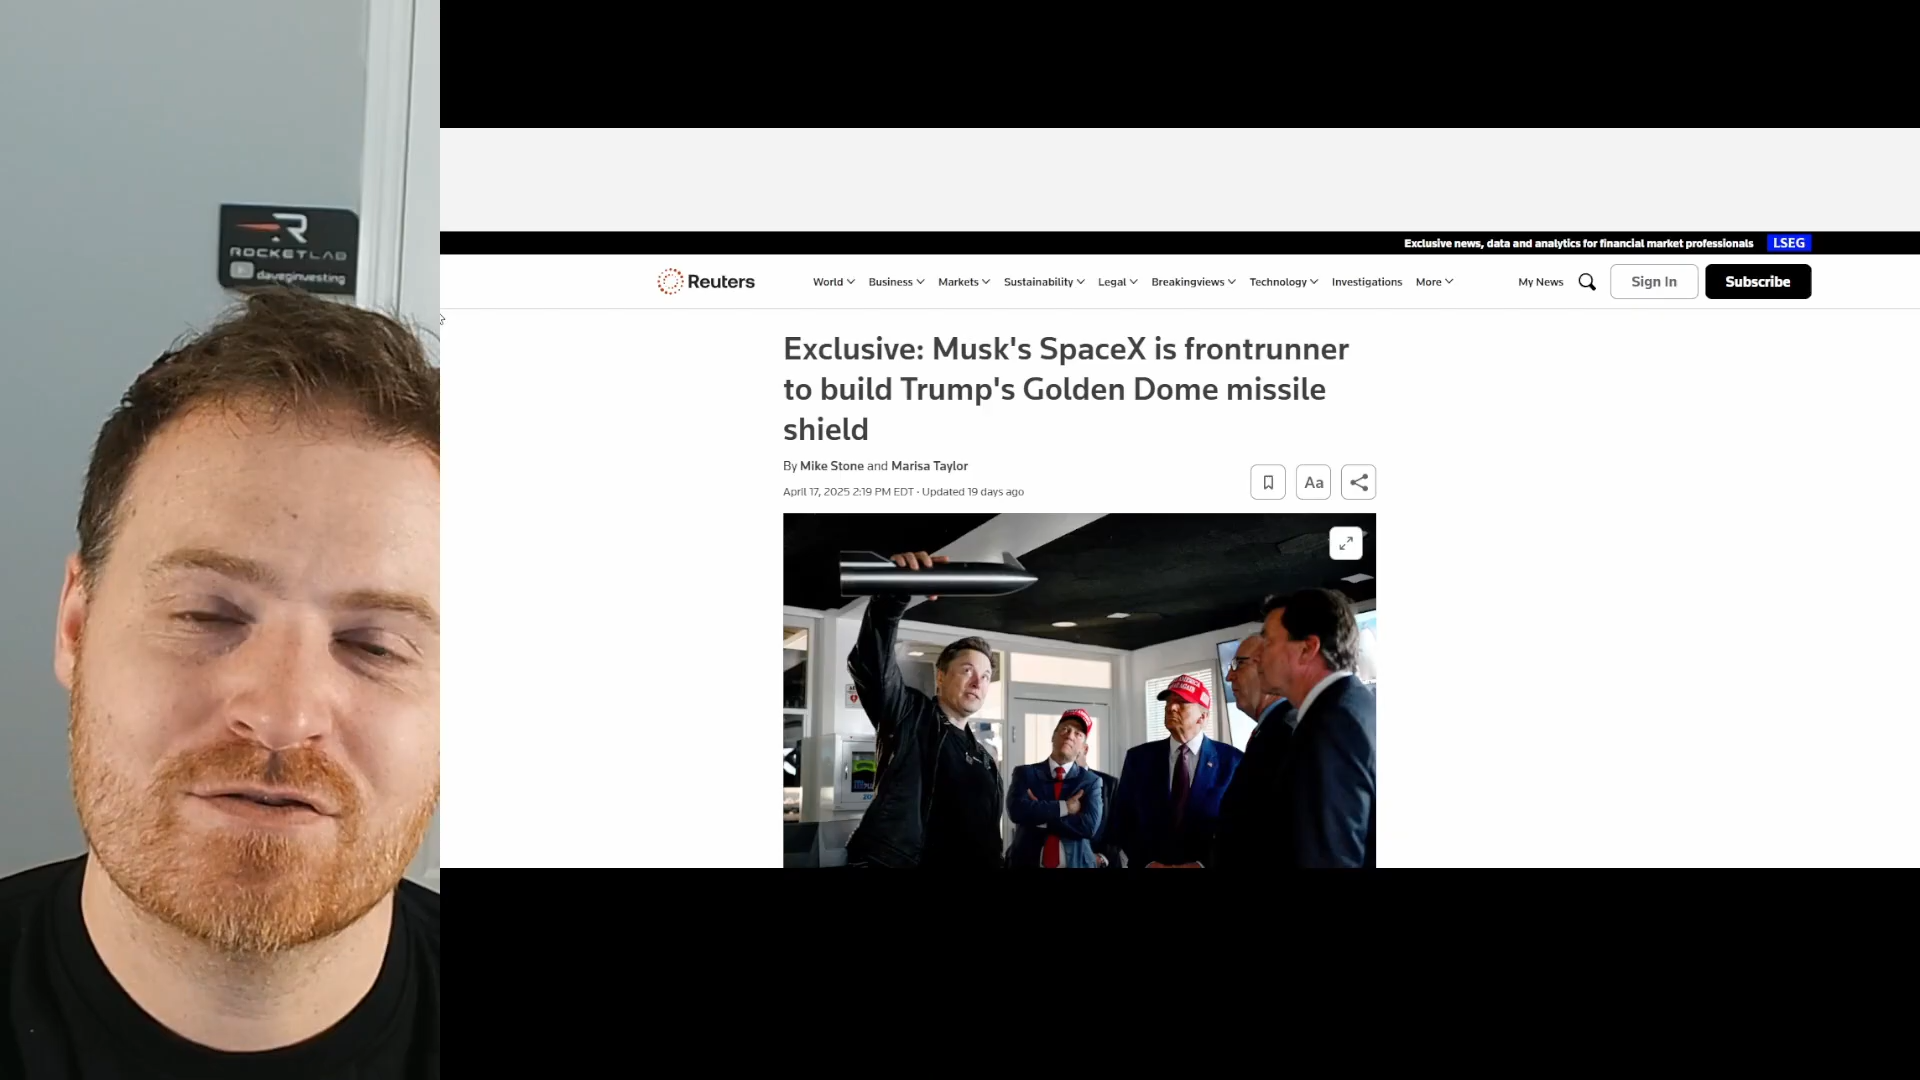 ROCKETLAB
daveginvesting
Exclusive news, data and analytics for financial market professionals LSEG
Reuters World Business Markets Sustainability Legal Breakingviews Technology Investigations More My News Sign In Subscribe
Exclusive: Musk's SpaceX is frontrunner
to build Trump's Golden Dome missile
shield
By Mike Stone and Marisa Taylor
April 17, 2025 2:19 PM EDT · Updated 19 days ago
Aa